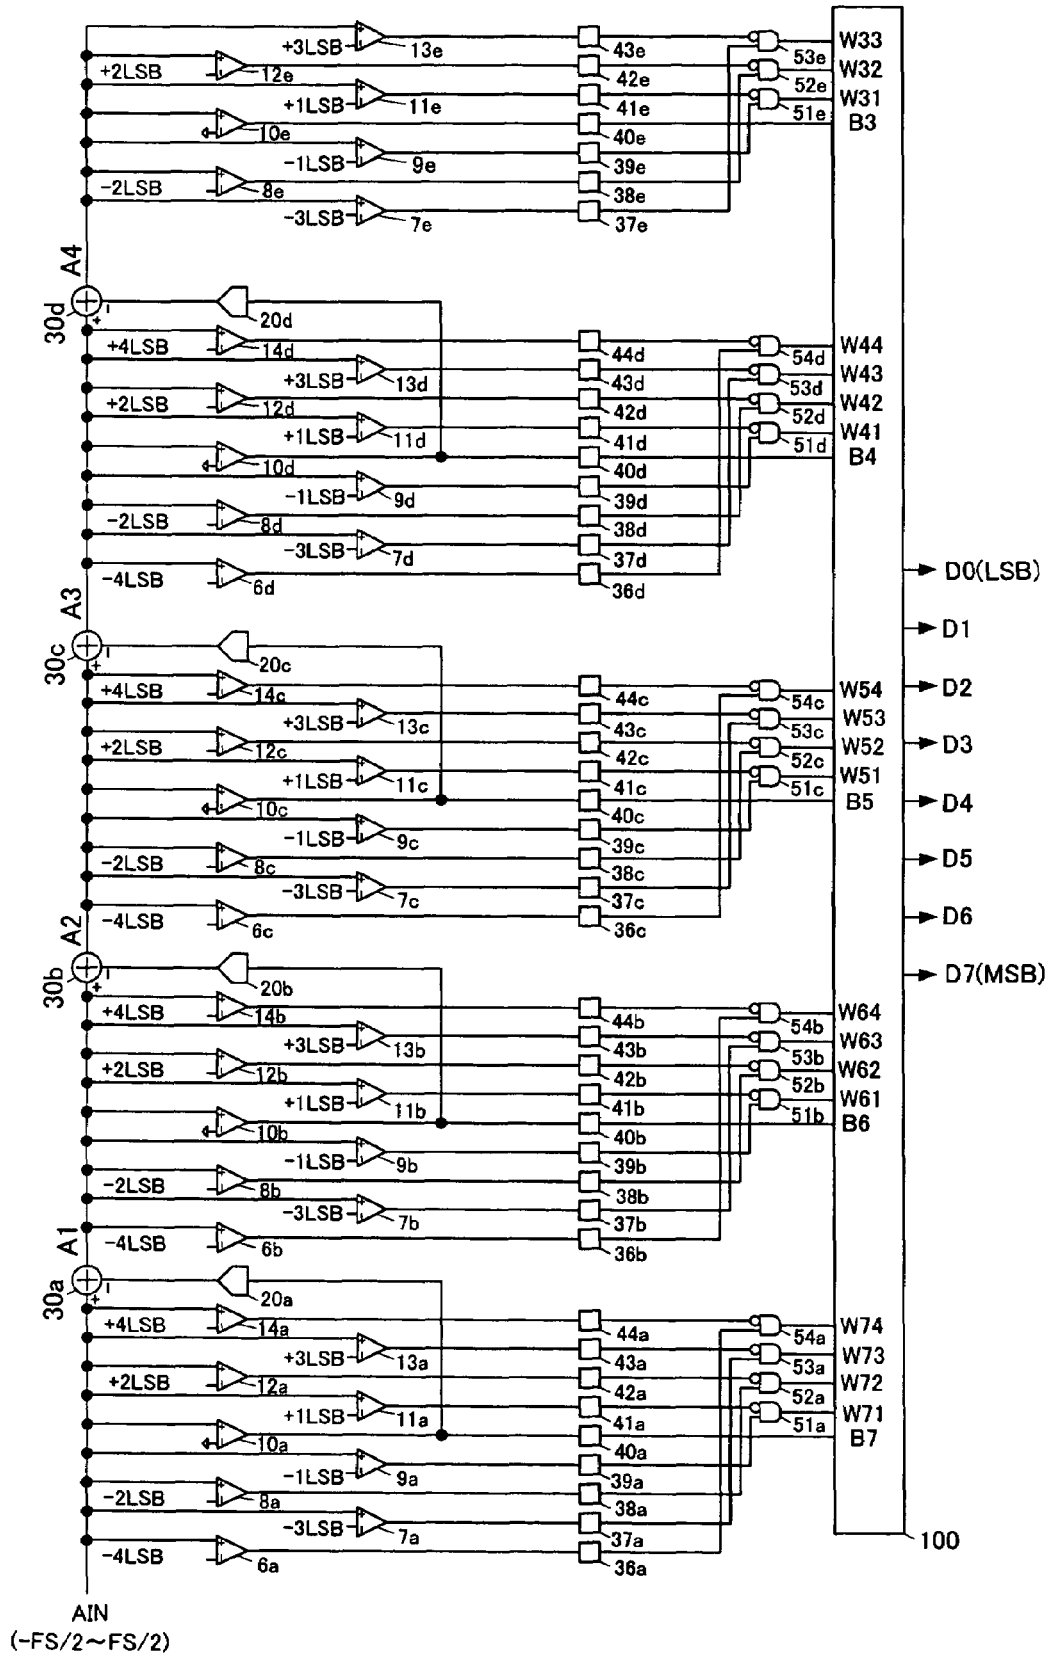 +3LSB 13e 43e 53e W33
+2LSB 12e 42e 52e W32
+1LSB 11e 41e 51e W31
10e 40e B3
-1LSB 9e 39e
-2LSB 8e 38e
-3LSB 7e 37e
A4
30d + - 20d
+4LSB 14d 44d 54d W44
+3LSB 13d 43d 53d W43
+2LSB 12d 42d 52d W42
+1LSB 11d 41d 51d W41
10d 40d B4
-1LSB 9d 39d
-2LSB 8d 38d
-3LSB 7d 37d
-4LSB 6d 36d
D0(LSB)
A3
D1
30c + - 20c
+4LSB 14c 44c 54c W54
D2
+3LSB 13c 43c 53c W53
+2LSB 12c 42c 52c W52
D3
+1LSB 11c 41c 51c W51
10c 40c B5
D4
-1LSB 9c 39c
-2LSB 8c 38c
D5
-3LSB 7c 37c
-4LSB 6c 36c
D6
A2
30b + - 20b
D7(MSB)
+4LSB 14b 44b 54b W64
+3LSB 13b 43b 53b W63
+2LSB 12b 42b 52b W62
+1LSB 11b 41b 51b W61
10b 40b B6
-1LSB 9b 39b
-2LSB 8b 38b
-3LSB 7b 37b
-4LSB 6b 36b
A1
30a + - 20a
+4LSB 14a 44a 54a W74
+3LSB 13a 43a 53a W73
+2LSB 12a 42a 52a W72
+1LSB 11a 41a 51a W71
10a 40a B7
-1LSB 9a 39a
-2LSB 8a 38a
-3LSB 7a 37a
100
-4LSB 6a 36a
AIN
(-FS/2～FS/2)